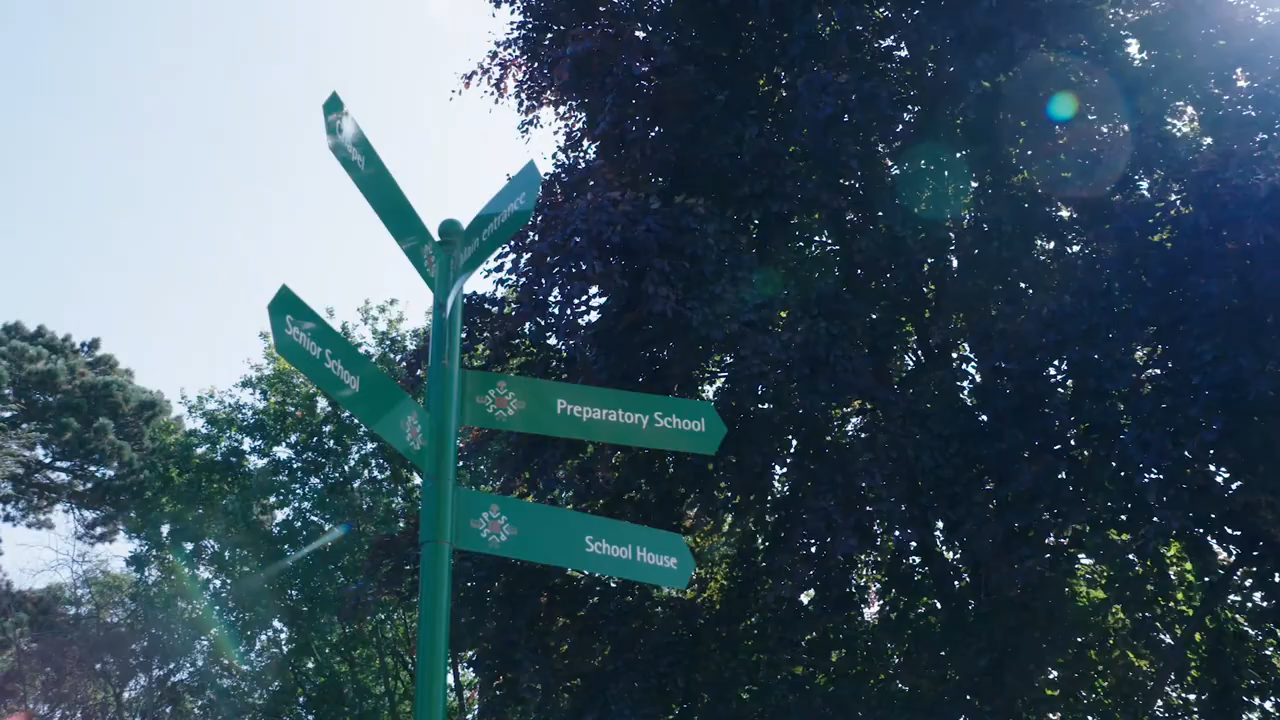 Main entrance
Senior School
Preparatory School
School House